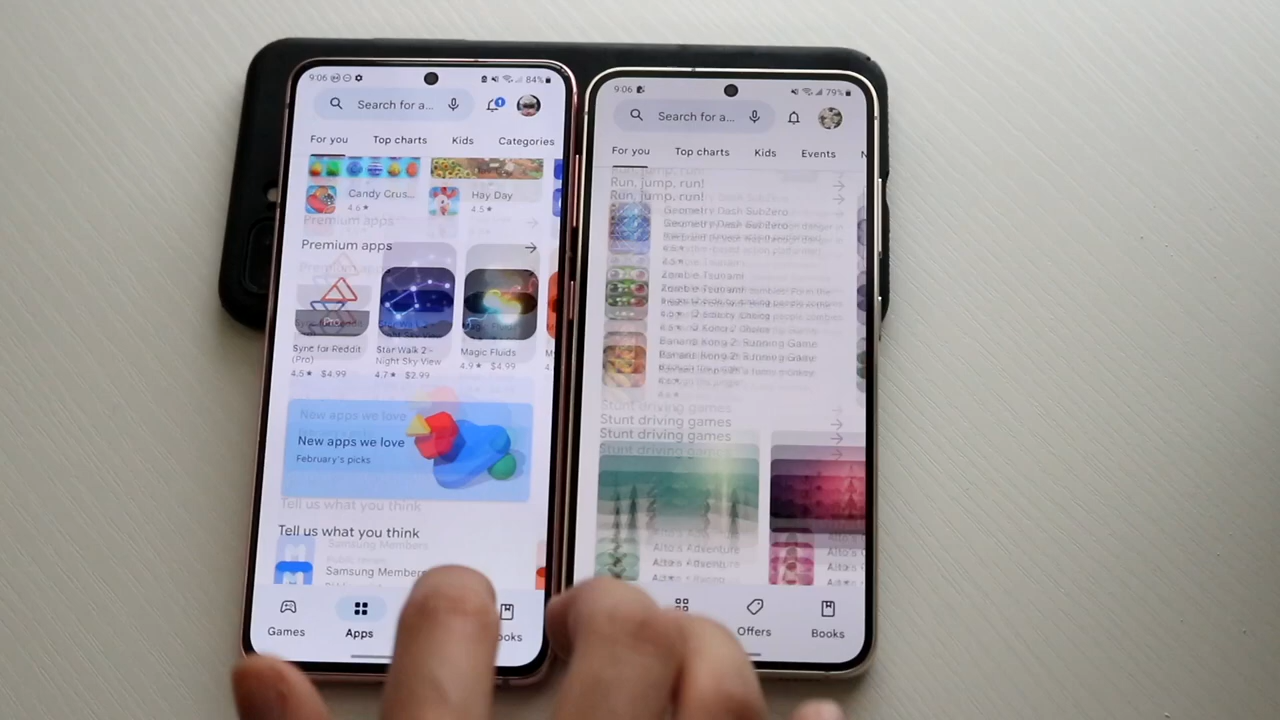 9:06
84%
Search for a...
1
For you
Top charts
Kids
Categories
Candy Crus...
4.6★
Hay Day
4.5★
Premium apps
Pro
Sync for Reddit
(Pro)
4.5★ $4.99
Star Walk 2 -
Night Sky View
4.7★ $2.99
Magic Fluids
4.9★ $4.99
New apps we love
February's picks
Tell us what you think
Samsung Members
Games
Apps
ooks
9:06
79%
Search for a...
For you
Top charts
Kids
Events
Run, jump, run!
Geometry Dash SubZero
Zombie Tsunami
Banana Kong 2: Running Game
Stunt driving games
Alto's Adventure
Offers
Books